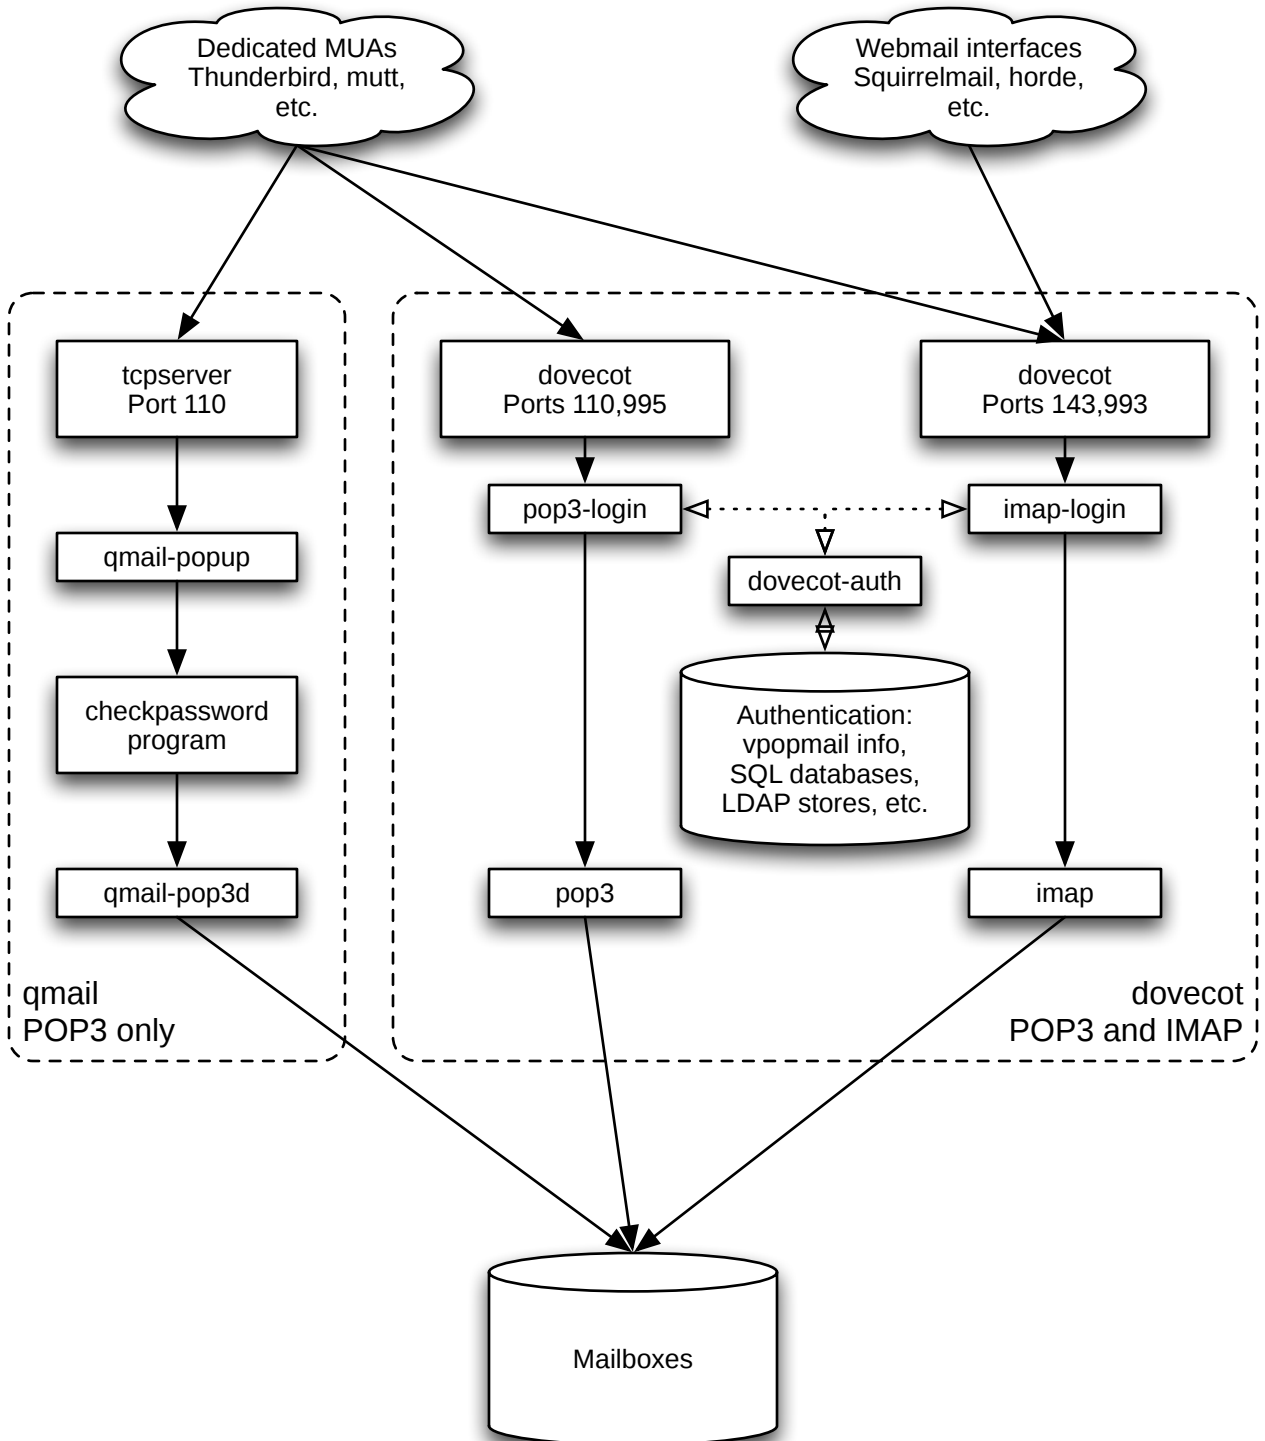 Dedicated MUAs
Thunderbird, mutt,
etc.
Webmail interfaces
Squirrelmail, horde,
etc.
tcpserver
Port 110
dovecot
Ports 110,995
dovecot
Ports 143,993
pop3-login
imap-login
qmail-popup
dovecot-auth
checkpassword
program
Authentication:
vpopmail info,
SQL databases,
LDAP stores, etc.
qmail-pop3d
pop3
imap
qmail
POP3 only
dovecot
POP3 and IMAP
Mailboxes